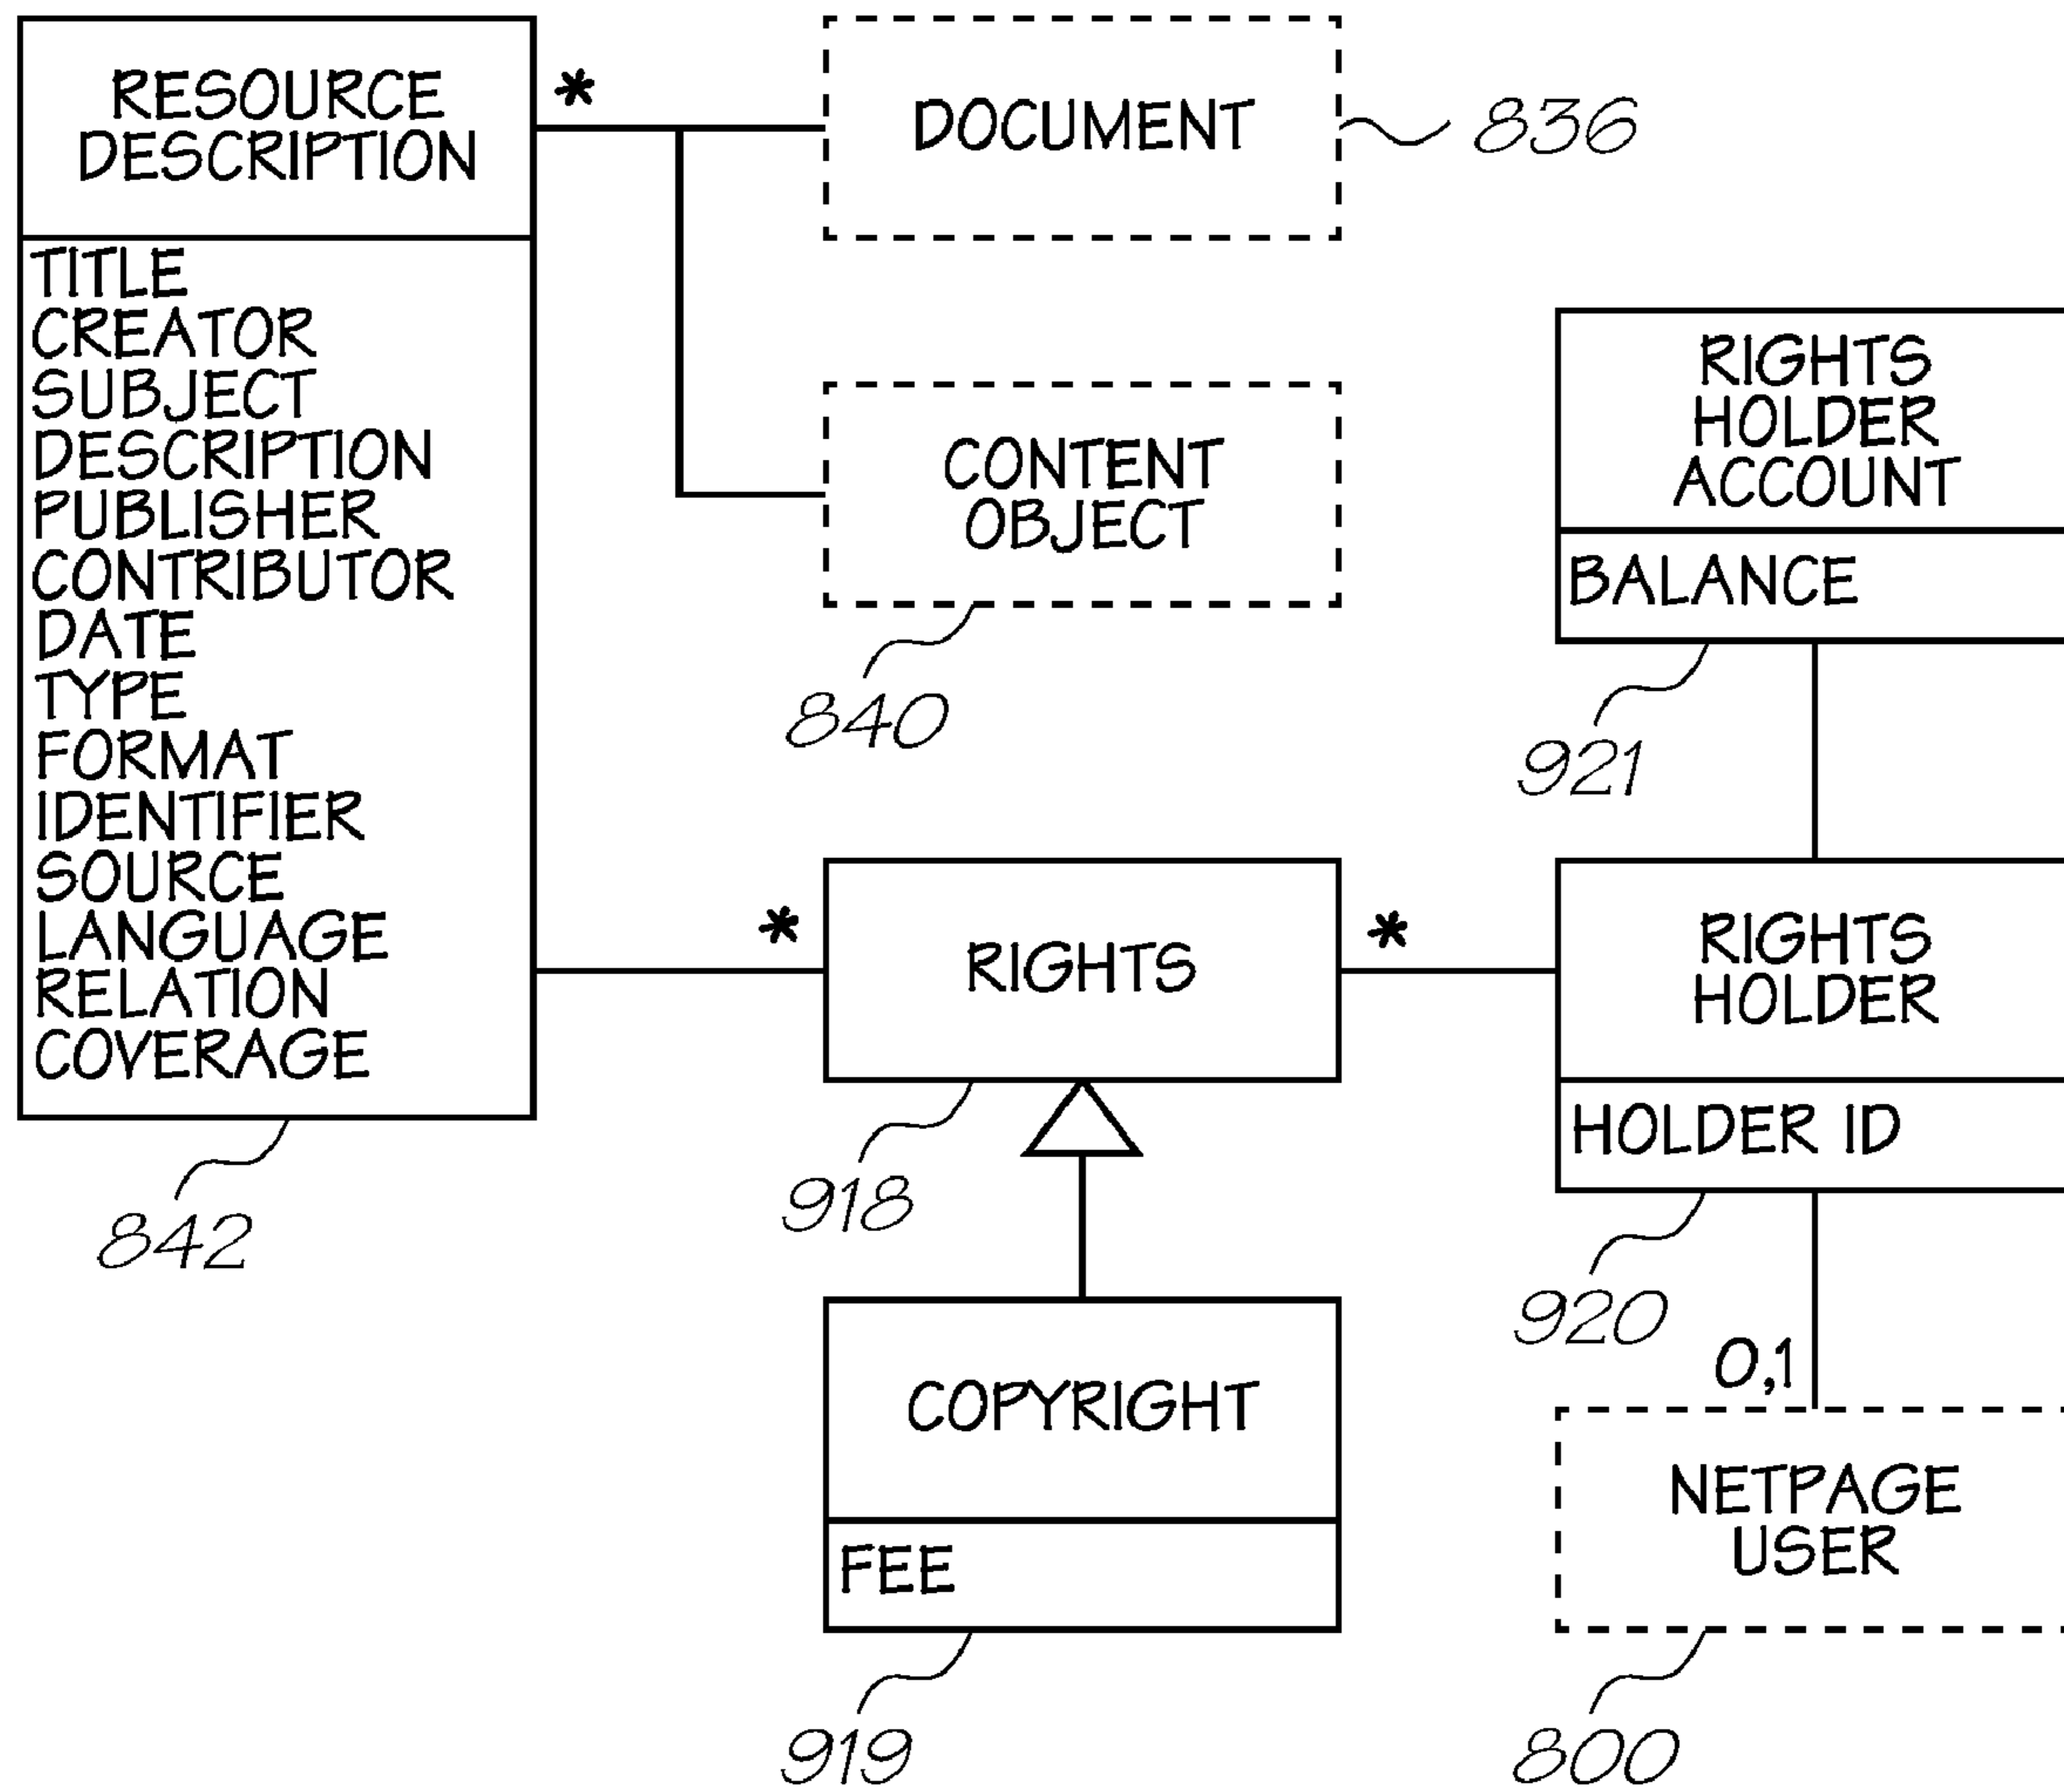 RESOURCE
DESCRIPTION
*
TITLE
CREATOR
SUBJECT
DESCRIPTION
PUBLISHER
CONTRIBUTOR
DATE
TYPE
FORMAT
IDENTIFIER
SOURCE
LANGUAGE
RELATION
COVERAGE
842
DOCUMENT
836
CONTENT
OBJECT
840
RIGHTS
HOLDER
ACCOUNT
BALANCE
921
*
RIGHTS
*
918
RIGHTS
HOLDER
HOLDER ID
920
COPYRIGHT
FEE
919
0,1
NETPAGE
USER
800